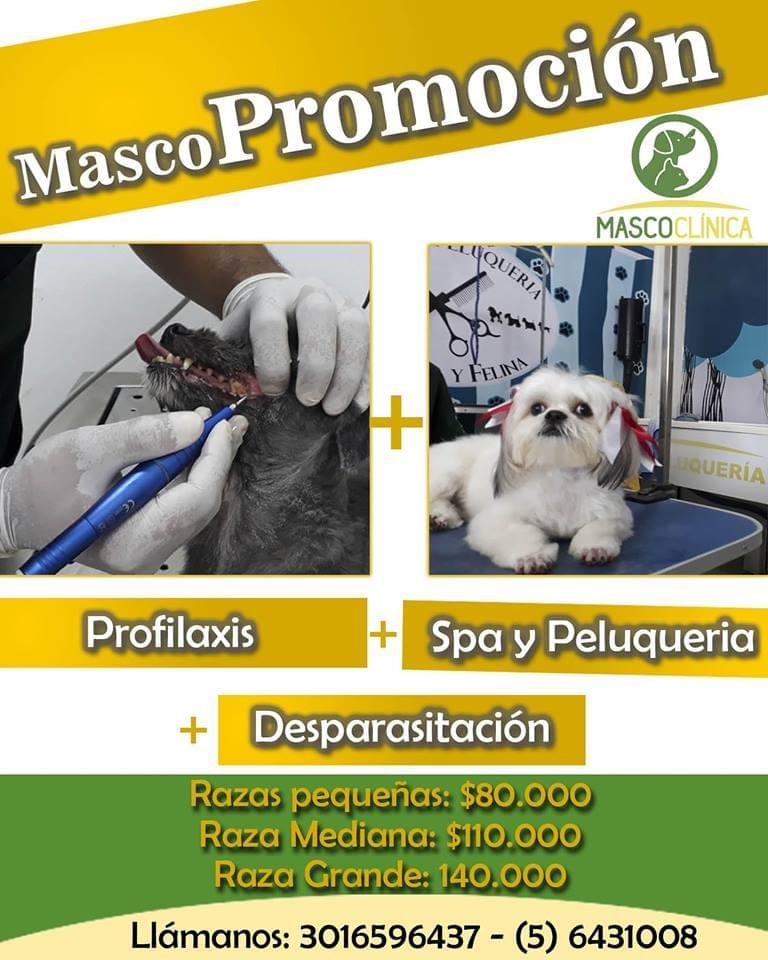 MascoPromoción
MASCOCLÍNICA
PELUQUERIA
Y FELINA
UQUERÍA
Profilaxis + Spa y Peluqueria
+ Desparasitación
Razas pequeñas: $80.000
Raza Mediana: $110.000
Raza Grande: 140.000
Llámanos: 3016596437 - (5) 6431008